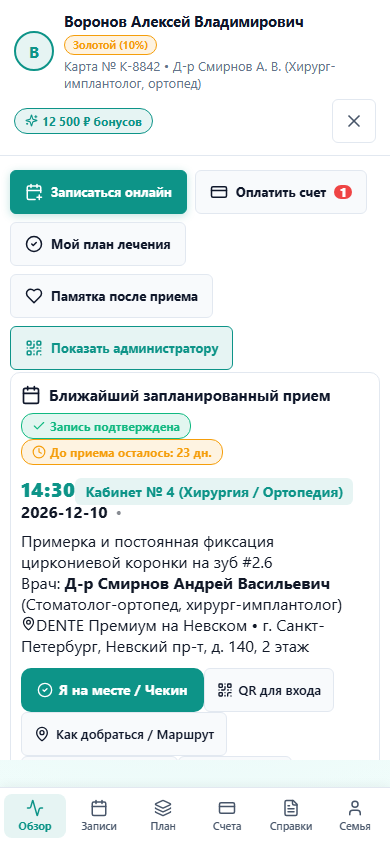 Воронов Алексей Владимирович
В
Золотой (10%)
Карта № K-8842 • Д-р Смирнов А. В. (Хирург-
имплантолог, ортопед)
12 500 ₽ бонусов
Записаться онлайн
Оплатить счет 1
Мой план лечения
Памятка после приема
Показать администратору
Ближайший запланированный прием
Запись подтверждена
До приема осталось: 23 дн.
14:30 Кабинет № 4 (Хирургия / Ортопедия)
2026-12-10 •
Примерка и постоянная фиксация
циркониевой коронки на зуб #2.6
Врач: Д-р Смирнов Андрей Васильевич
(Стоматолог-ортопед, хирург-имплантолог)
DENTE Премиум на Невском • г. Санкт-
Петербург, Невский пр-т, д. 140, 2 этаж
Я на месте / Чекин
QR для входа
Как добраться / Маршрут
Обзор
Записи
План
Счета
Справки
Семья